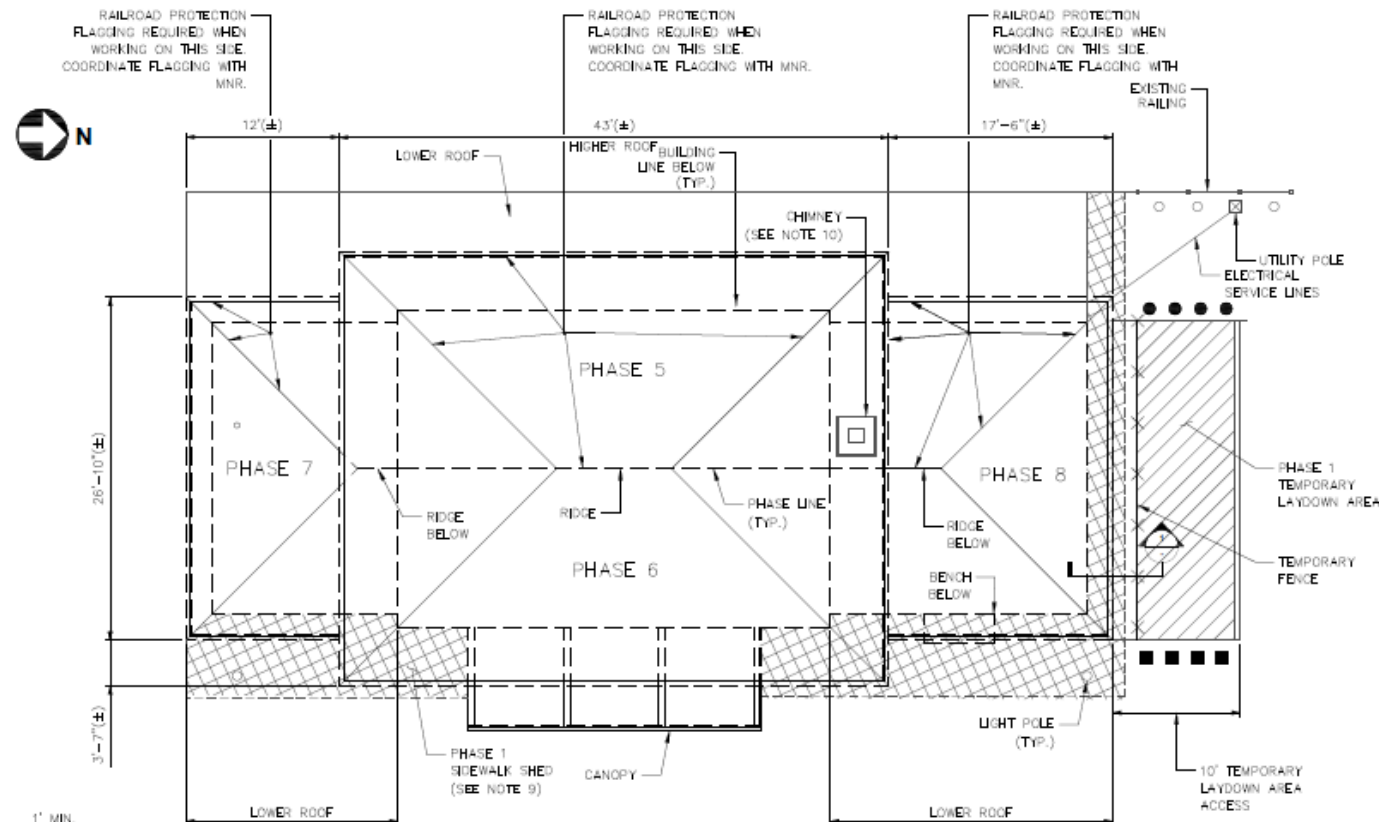 RAILROAD PROTECTION
FLAGGING REQUIRED WHEN
WORKING ON THIS SIDE.
COORDINATE FLAGGING WITH
MNR.
RAILROAD PROTECTION
FLAGGING REQUIRED WHEN
WORKING ON THIS SIDE.
COORDINATE FLAGGING WITH MNR.
RAILROAD PROTECTION
FLAGGING REQUIRED WHEN
WORKING ON THIS SIDE.
COORDINATE FLAGGING WITH
MNR.
EXISTING
RAILING
N
12'(±)
43'(±)
17'-6"(±)
LOWER ROOF
HIGHER ROOF
BUILDING
LINE BELOW
(TYP.)
CHIMNEY
(SEE NOTE 10)
UTILITY POLE
ELECTRICAL
SERVICE LINES
PHASE 5
26'-10"(±)
PHASE 7
PHASE 8
PHASE 1
TEMPORARY
LAYDOWN AREA
RIDGE
BELOW
RIDGE
PHASE LINE
(TYP.)
RIDGE
BELOW
PHASE 6
BENCH
BELOW
TEMPORARY
FENCE
3'-7"(±)
LIGHT POLE
(TYP.)
PHASE 1
SIDEWALK SHED
(SEE NOTE 9)
CANOPY
10' TEMPORARY
LAYDOWN AREA
ACCESS
LOWER ROOF
LOWER ROOF
1' MIN.